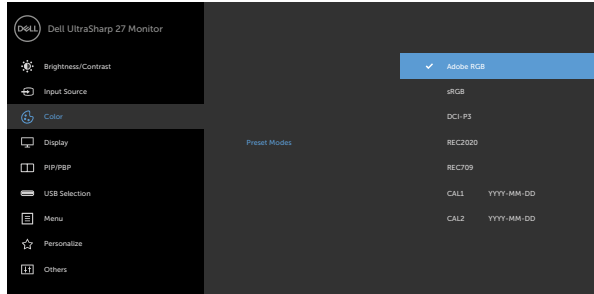 DELL Dell UltraSharp 27 Monitor
Brightness/Contrast
Adobe RGB
Input Source
sRGB
Color
DCI-P3
Display
Preset Modes
REC2020
PIP/PBP
REC709
USB Selection
CAL1 YYYY-MM-DD
Menu
CAL2 YYYY-MM-DD
Personalize
Others